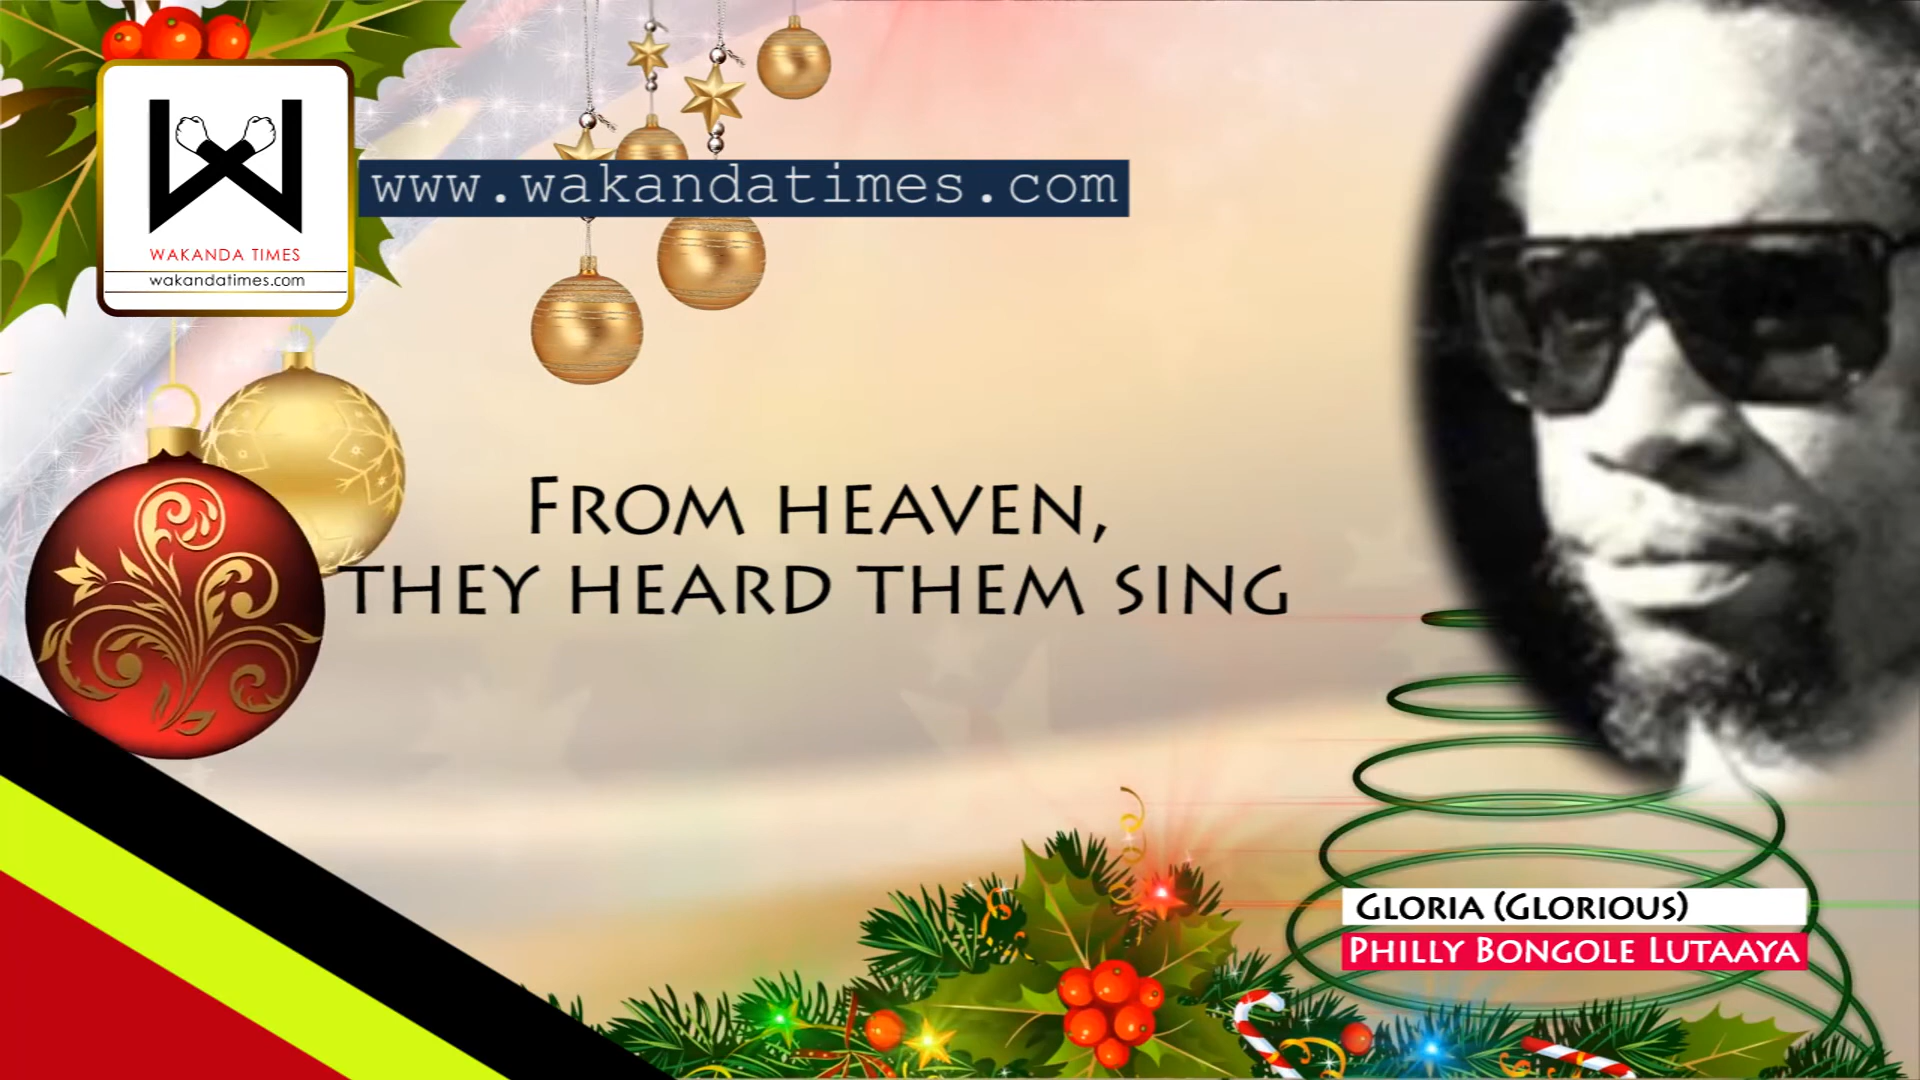 WAKANDA TIMES
wakandatimes.com
www.wakandatimes.com
FROM HEAVEN,
THEY HEARD THEM SING
GLORIA (GLORIOUS)
PHILLY BONGOLE LUTAAYA